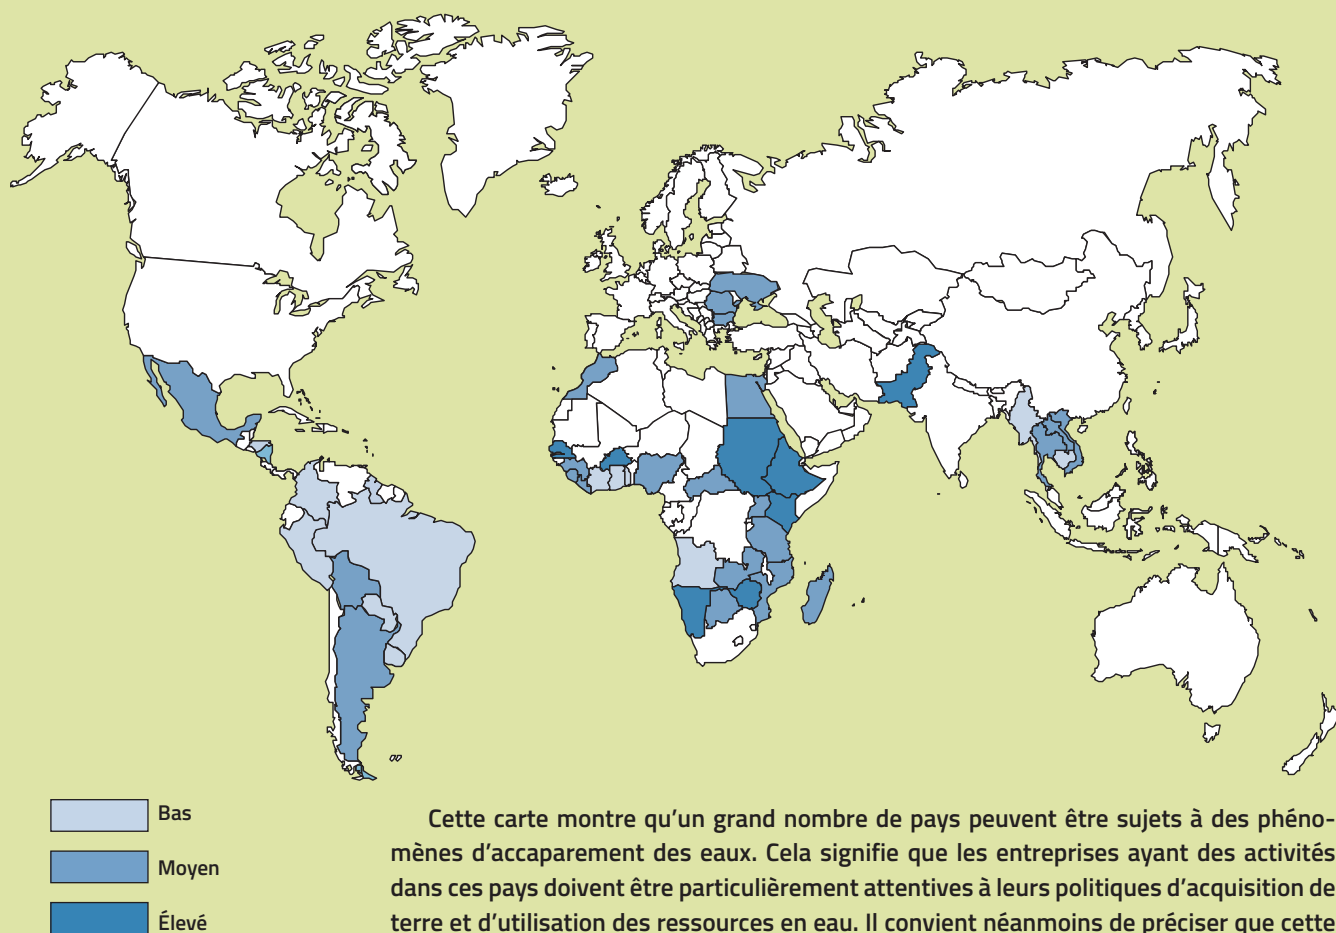 Bas
Moyen
Élevé
Cette carte montre qu'un grand nombre de pays peuvent être sujets à des phéno-
mènes d'accaparement des eaux. Cela signifie que les entreprises ayant des activités
dans ces pays doivent être particulièrement attentives à leurs politiques d'acquisition de
terre et d'utilisation des ressources en eau. Il convient néanmoins de préciser que cette